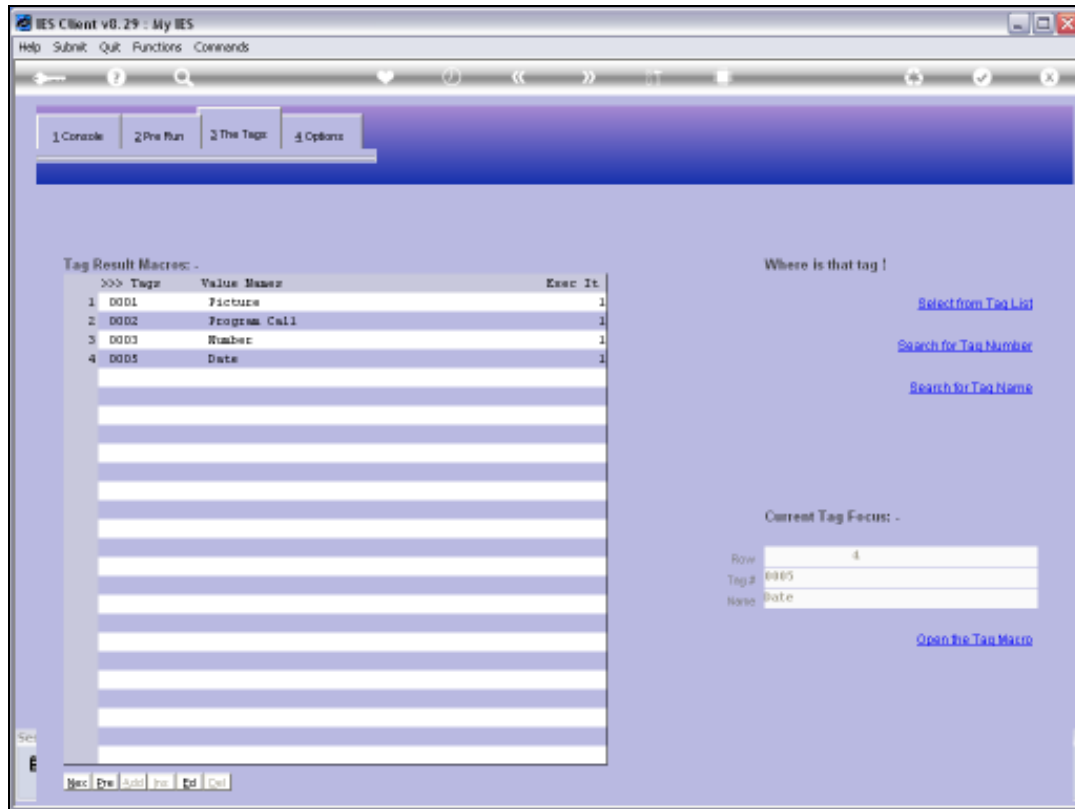 IES Client v8.29 : My IES
Help Submit Quit Functions Commands
1 Console 2 Pre Run 3 The Tags 4 Options
Tag Result Macros: -
>>> Tags Value Names Exec It
1 0001 Picture 1
2 0002 Program Call 1
3 0003 Number 1
4 0005 Date 1
Where is that tag !
Select from Tag List
Search for Tag Number
Search for Tag Name
Current Tag Focus: -
Row 4
Tag # 0005
Name Date
Open the Tag Macro
Nex Pre Add Ins Ed Del